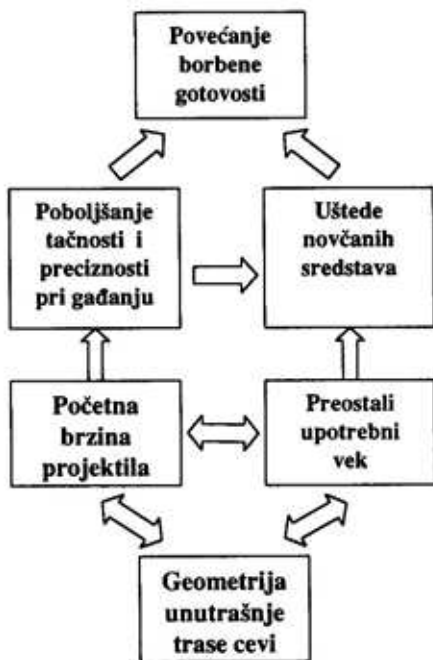 Povećanje
borbene
gotovosti
Poboljšanje
tačnosti i
preciznosti
pri gađanju
Uštede
novčanih
sredstava
Početna
brzina
projektila
Preostali
upotrebni
vek
Geometrija
unutrašnje
trase cevi